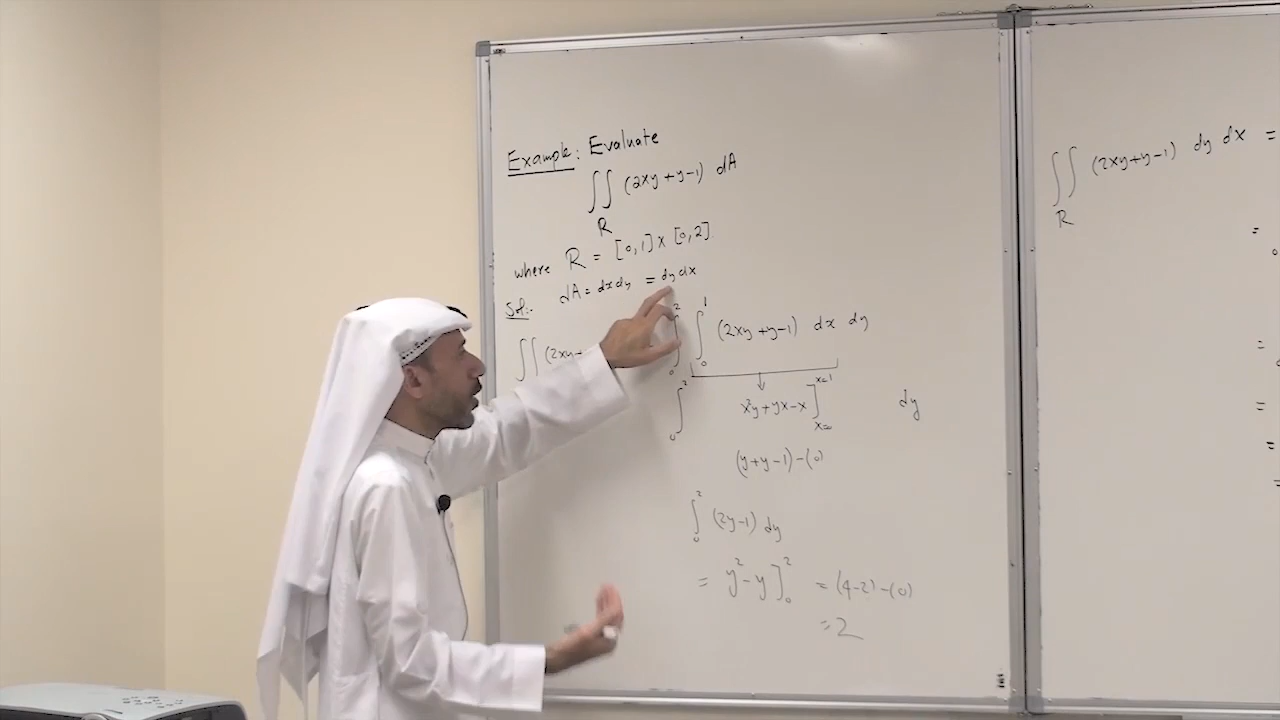 Example: Evaluate
∬ (2xy + y-1) dA
R
where R = [0,1] x [0,2].
Sol:. dA = dx dy = dy dx
∬ (2xy
∫₀² ∫₀¹ (2xy + y-1) dx dy
∫₀² x²y + yx - x ]ₓ₌₀ˣ⁼¹ dy
(y + y - 1) - (0)
∫₀² (2y-1) dy
= y² - y ]₀² = (4-2) - (0)
= 2
∬ (2xy+y-1) dy dx =
R
=
=
=
=
=